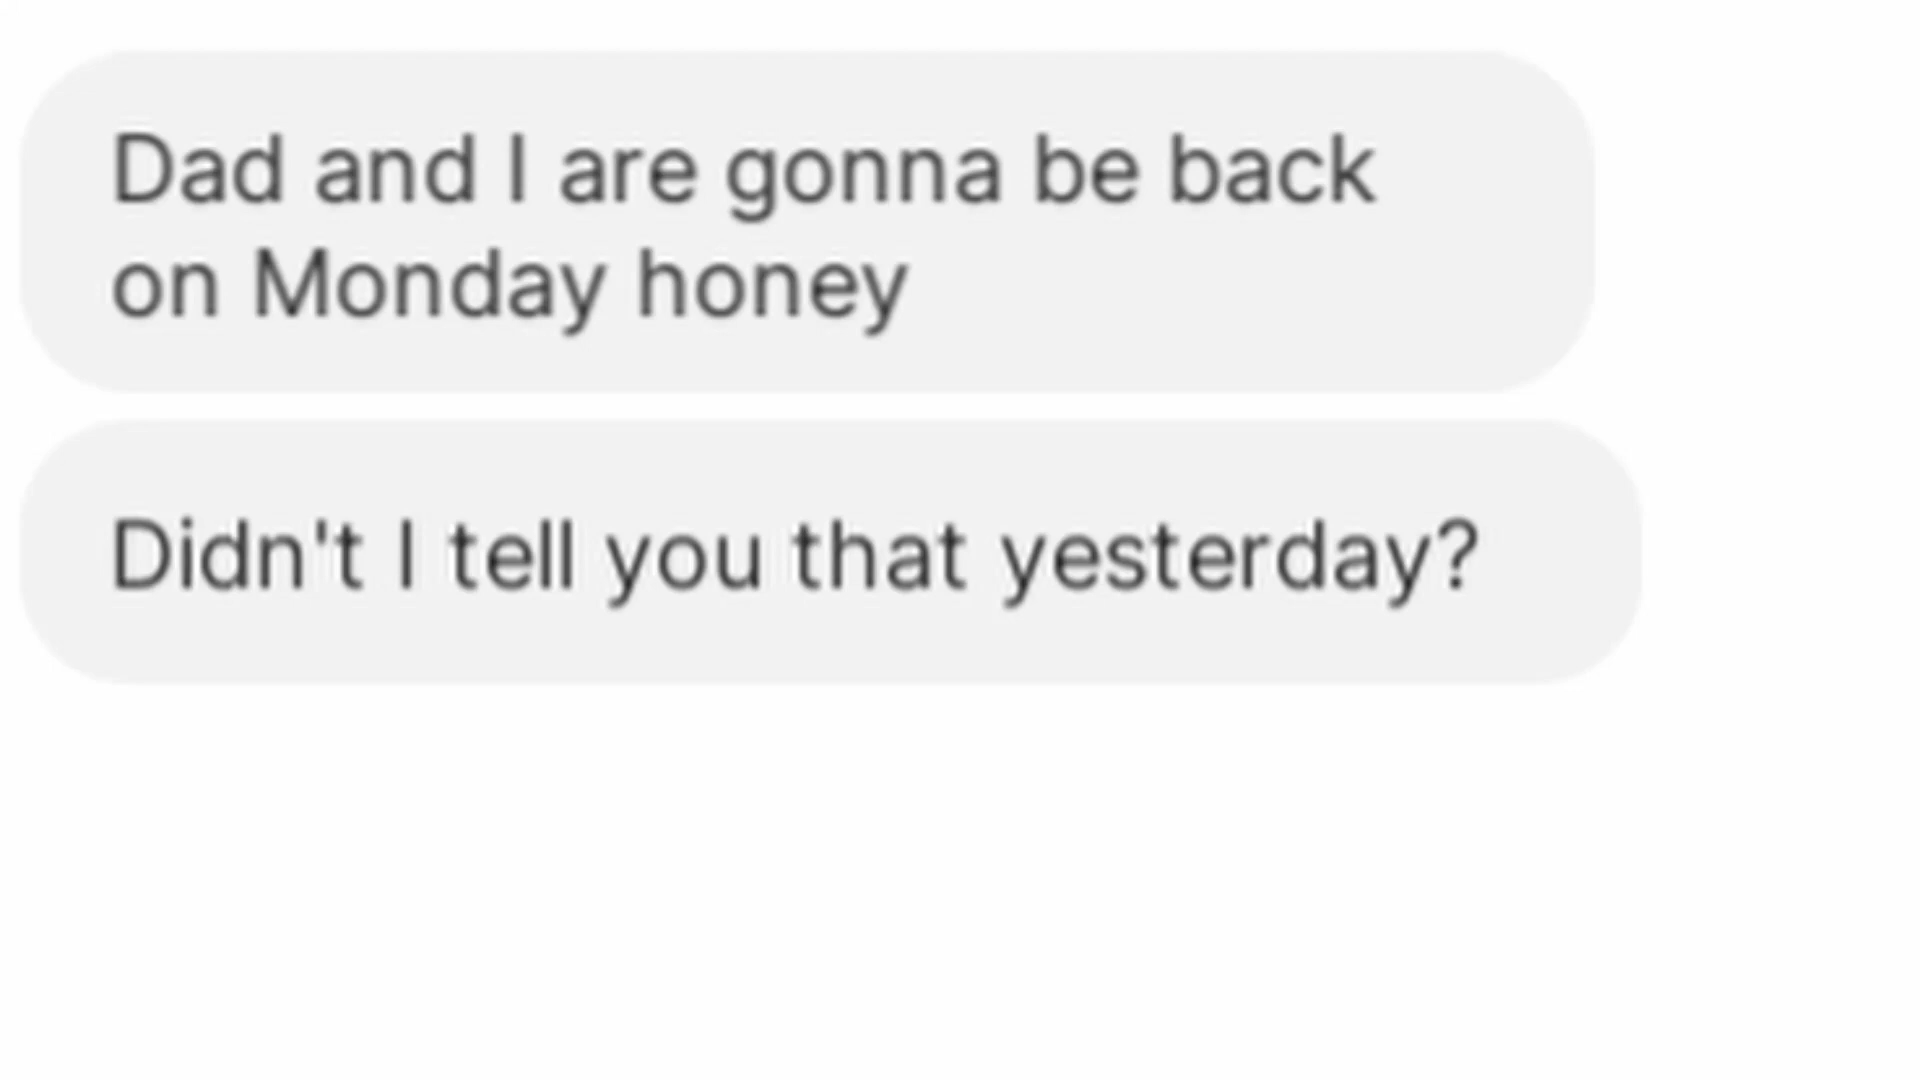 Dad and I are gonna be back
on Monday honey
Didn't I tell you that yesterday?